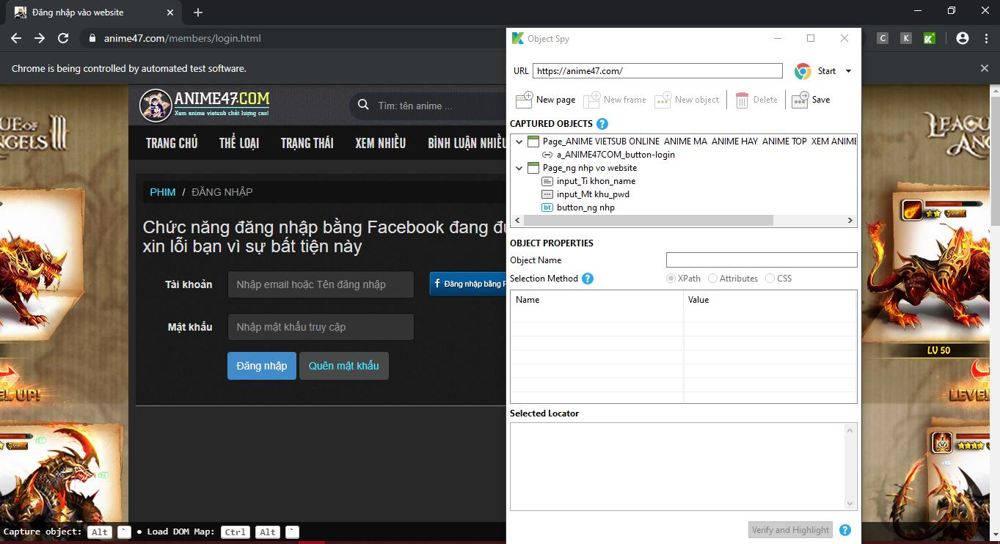 Đăng nhập vào website
anime47.com/members/login.html
C
K
Chrome is being controlled by automated test software.
Object Spy
URL
https://anime47.com/
Start
New page
New frame
New object
Delete
Save
CAPTURED OBJECTS
Page_ANIME VIETSUB ONLINE ANIME MA ANIME HAY ANIME TOP XEM ANIME
a_ANIME47COM_button-login
Page_ng nhp vo website
input_Ti khon_name
input_Mt khu_pwd
bt button_ng nhp
OBJECT PROPERTIES
Object Name
Selection Method
XPath Attributes CSS
Name Value
Selected Locator
Verify and Highlight
ANIME47.COM
Xem anime vietsub chất lượng cao!
Tìm: tên anime ...
TRANG CHỦ THỂ LOẠI TRẠNG THÁI XEM NHIỀU BÌNH LUẬN NHIỀU
PHIM / ĐĂNG NHẬP
Chức năng đăng nhập bằng Facebook đang
xin lỗi bạn vì sự bất tiện này
Tài khoản
Nhập email hoặc Tên đăng nhập
Đăng nhập bằng F
Mật khẩu
Nhập mật khẩu truy cập
Đăng nhập
Quên mật khẩu
UE OF
ANGELS III
LEAGUE
ANG
VIP
LV 50
EL UP!
LEVEL
VIP
Capture object: Alt ` ● Load DOM Map: Ctrl Alt `